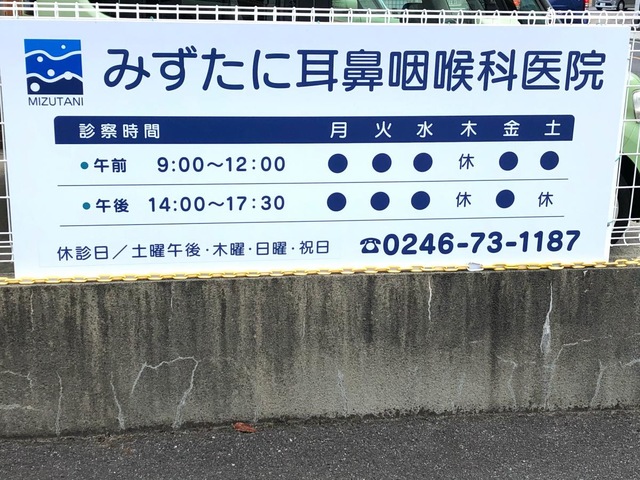 みずたに耳鼻咽喉科医院
MIZUTANI
診察時間 月 火 水 木 金 土
●午前 9:00〜12:00 ● ● ● 休 ● ●
●午後 14:00〜17:30 ● ● ● 休 ● 休
休診日／土曜午後・木曜・日曜・祝日 ☎0246-73-1187